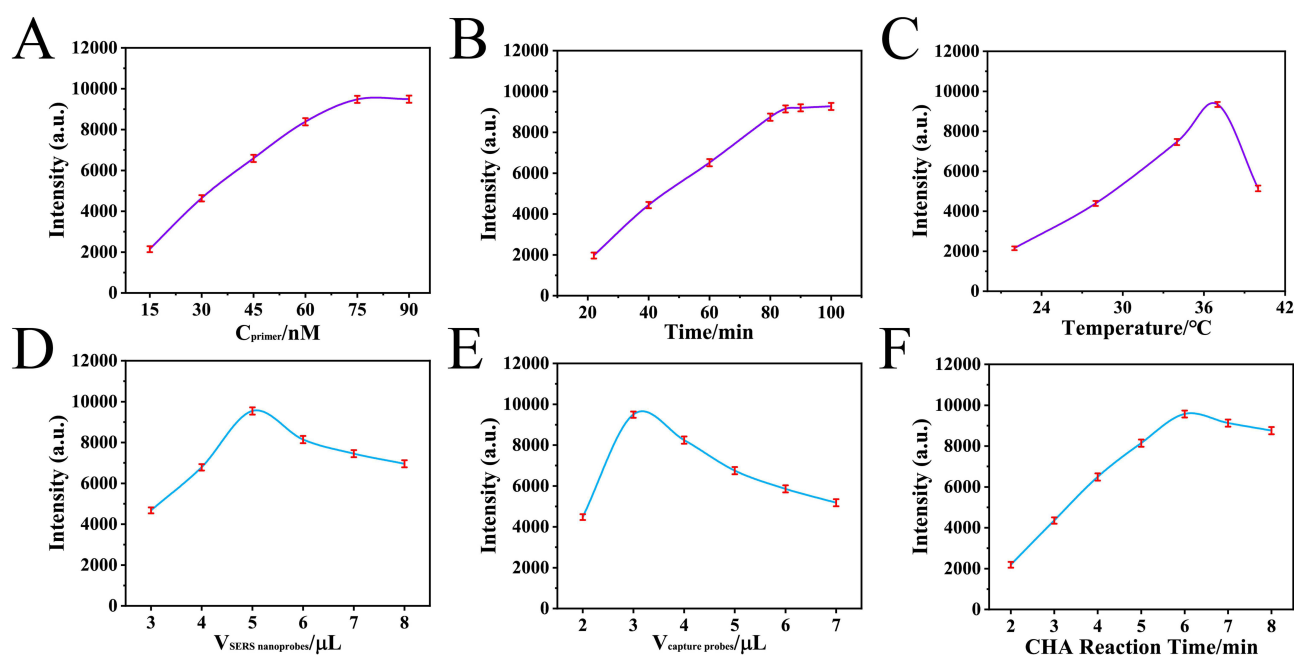 A
12000
10000
8000
6000
4000
2000
0
Intensity (a.u.)
15 30 45 60 75 90
Cprimer/nM
B
12000
10000
8000
6000
4000
2000
0
Intensity (a.u.)
20 40 60 80 100
Time/min
C
12000
10000
8000
6000
4000
2000
0
Intensity (a.u.)
24 30 36 42
Temperature/°C
D
12000
10000
8000
6000
4000
2000
0
Intensity (a.u.)
3 4 5 6 7 8
VSERS nanoprobes/μL
E
12000
10000
8000
6000
4000
2000
0
Intensity (a.u.)
2 3 4 5 6 7
Vcapture probes/μL
F
12000
10000
8000
6000
4000
2000
0
Intensity (a.u.)
2 3 4 5 6 7 8
CHA Reaction Time/min